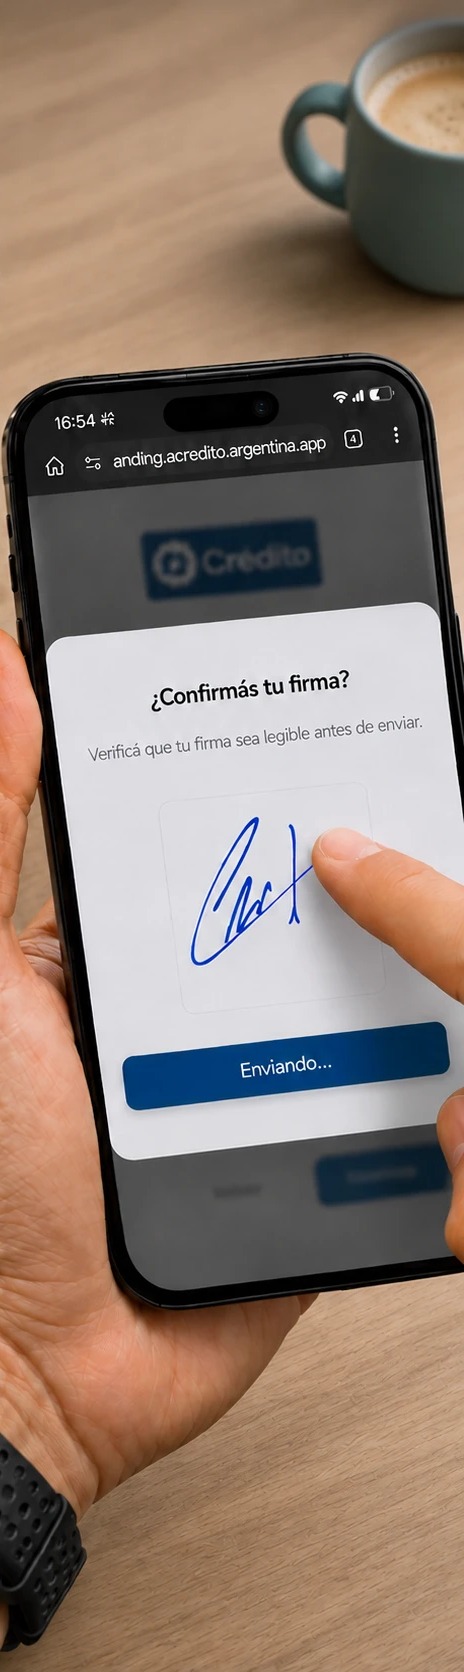 16:54
anding.acredito.argentina.app
4
Crédito
¿Confirmás tu firma?
Verificá que tu firma sea legible antes de enviar.
Enviando...